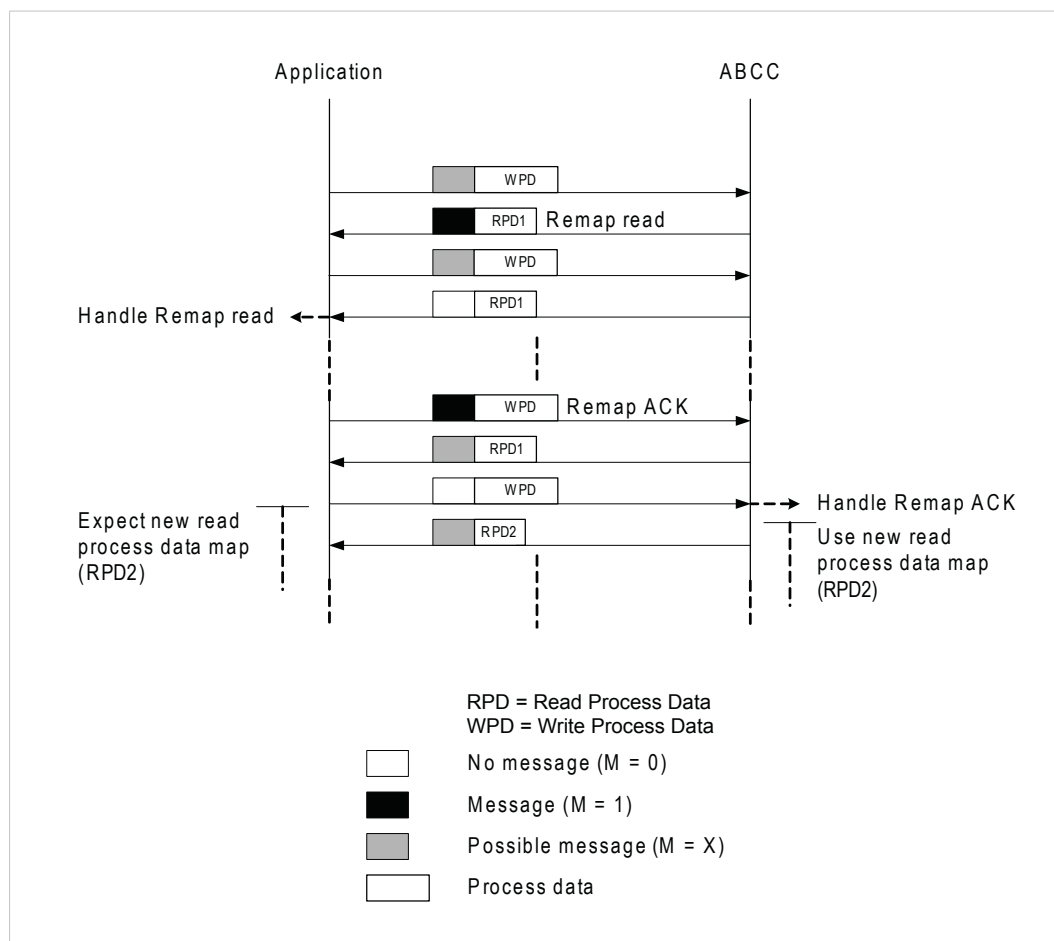 Application ABCC
WPD
RPD1 Remap read
WPD
RPD1
Handle Remap read
WPD Remap ACK
RPD1
WPD
Handle Remap ACK
Expect new read
process data map
(RPD2)
RPD2
Use new read
process data map
(RPD2)
RPD = Read Process Data
WPD = Write Process Data
No message (M = 0)
Message (M = 1)
Possible message (M = X)
Process data